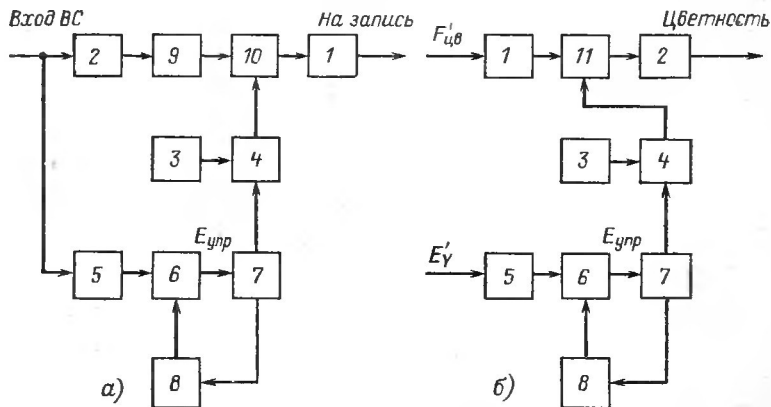 Вход ВС
На запись
2
9
10
1
3
4
Eупр
5
6
7
8
а)
F'цв
Цветность
1
11
2
3
4
E'Y
Eупр
5
6
7
8
б)